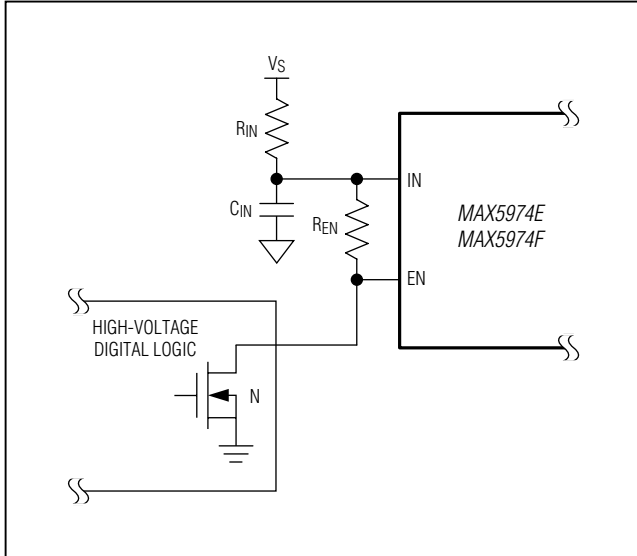 VS
RIN
IN
CIN
REN
MAX5974E
MAX5974F
EN
HIGH-VOLTAGE
DIGITAL LOGIC
N